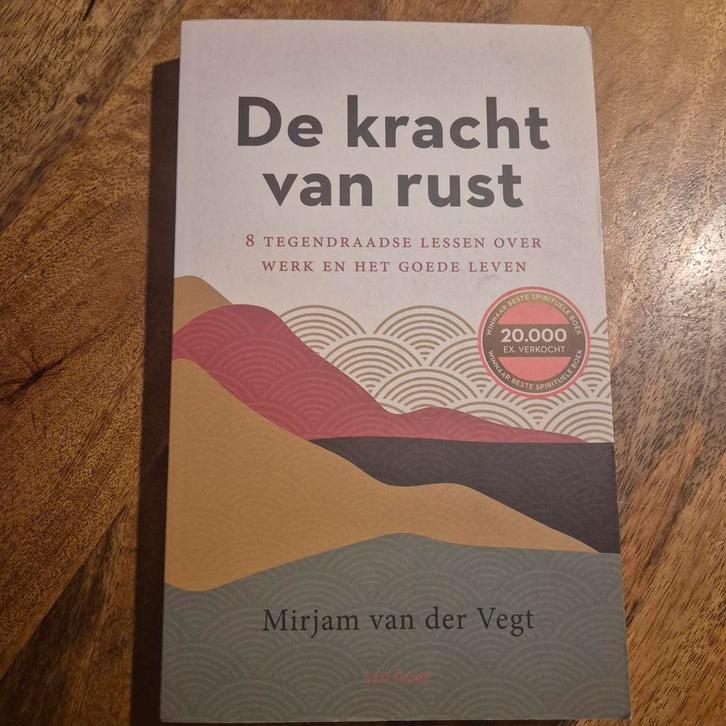 De kracht
van rust
8 TEGENDRAADSE LESSEN OVER
WERK EN HET GOEDE LEVEN
WINNAAR BESTE SPIRITUELE BOEK
20.000
EX. VERKOCHT
WINNAAR BESTE SPIRITUELE BOEK
Mirjam van der Vegt
ten have